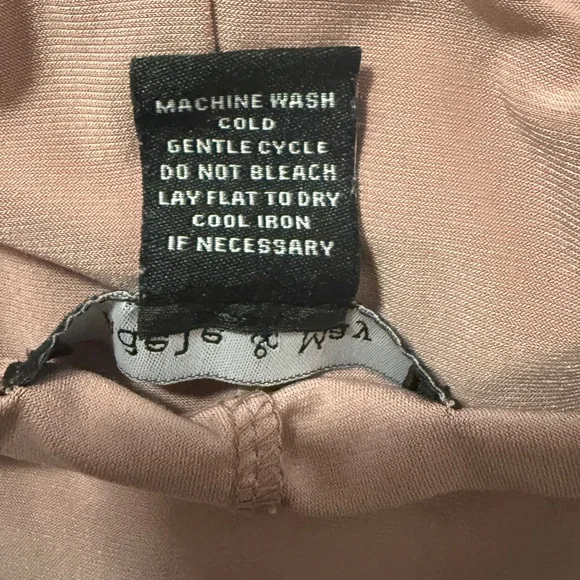 MACHINE WASH
COLD
GENTLE CYCLE
DO NOT BLEACH
LAY FLAT TO DRY
COOL IRON
IF NECESSARY
&